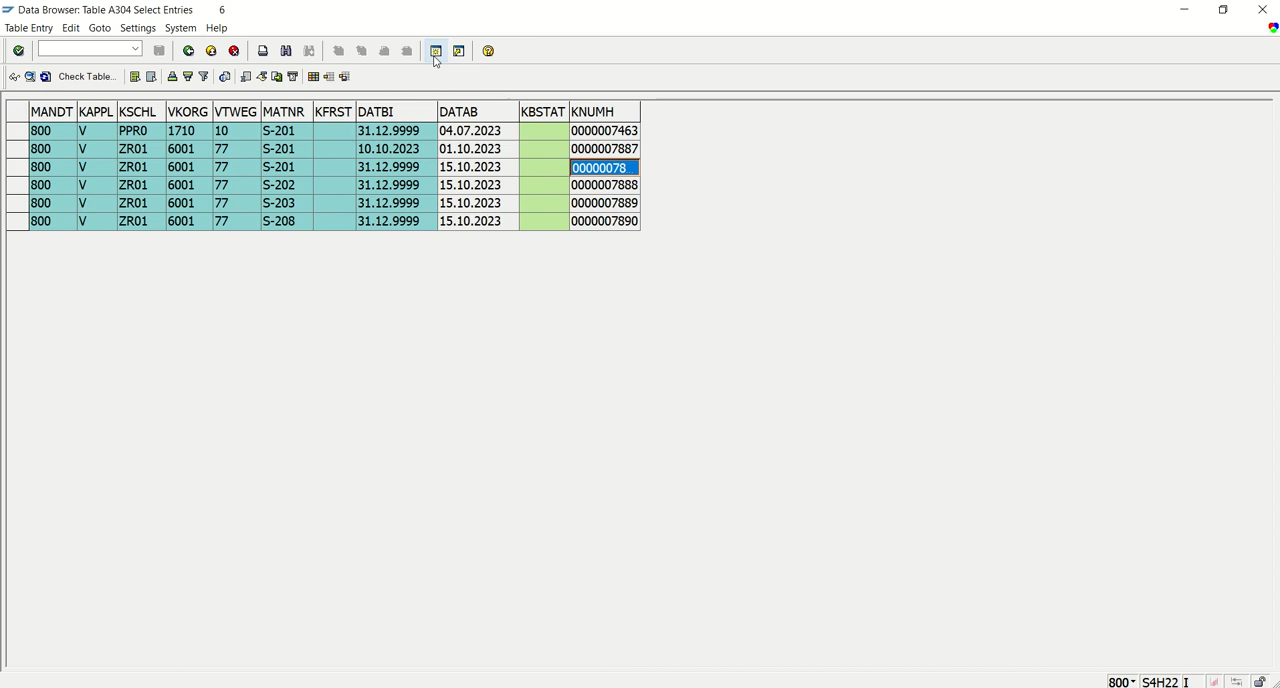 Data Browser: Table A304 Select Entries 6
Table Entry Edit Goto Settings System Help
Check Table...
MANDT KAPPL KSCHL VKORG VTWEG MATNR KFRST DATBI DATAB KBSTAT KNUMH
800 V PPR0 1710 10 S-201 31.12.9999 04.07.2023 0000007463
800 V ZR01 6001 77 S-201 10.10.2023 01.10.2023 0000007887
800 V ZR01 6001 77 S-201 31.12.9999 15.10.2023 00000078
800 V ZR01 6001 77 S-202 31.12.9999 15.10.2023 0000007888
800 V ZR01 6001 77 S-203 31.12.9999 15.10.2023 0000007889
800 V ZR01 6001 77 S-208 31.12.9999 15.10.2023 0000007890
800 S4H22 I